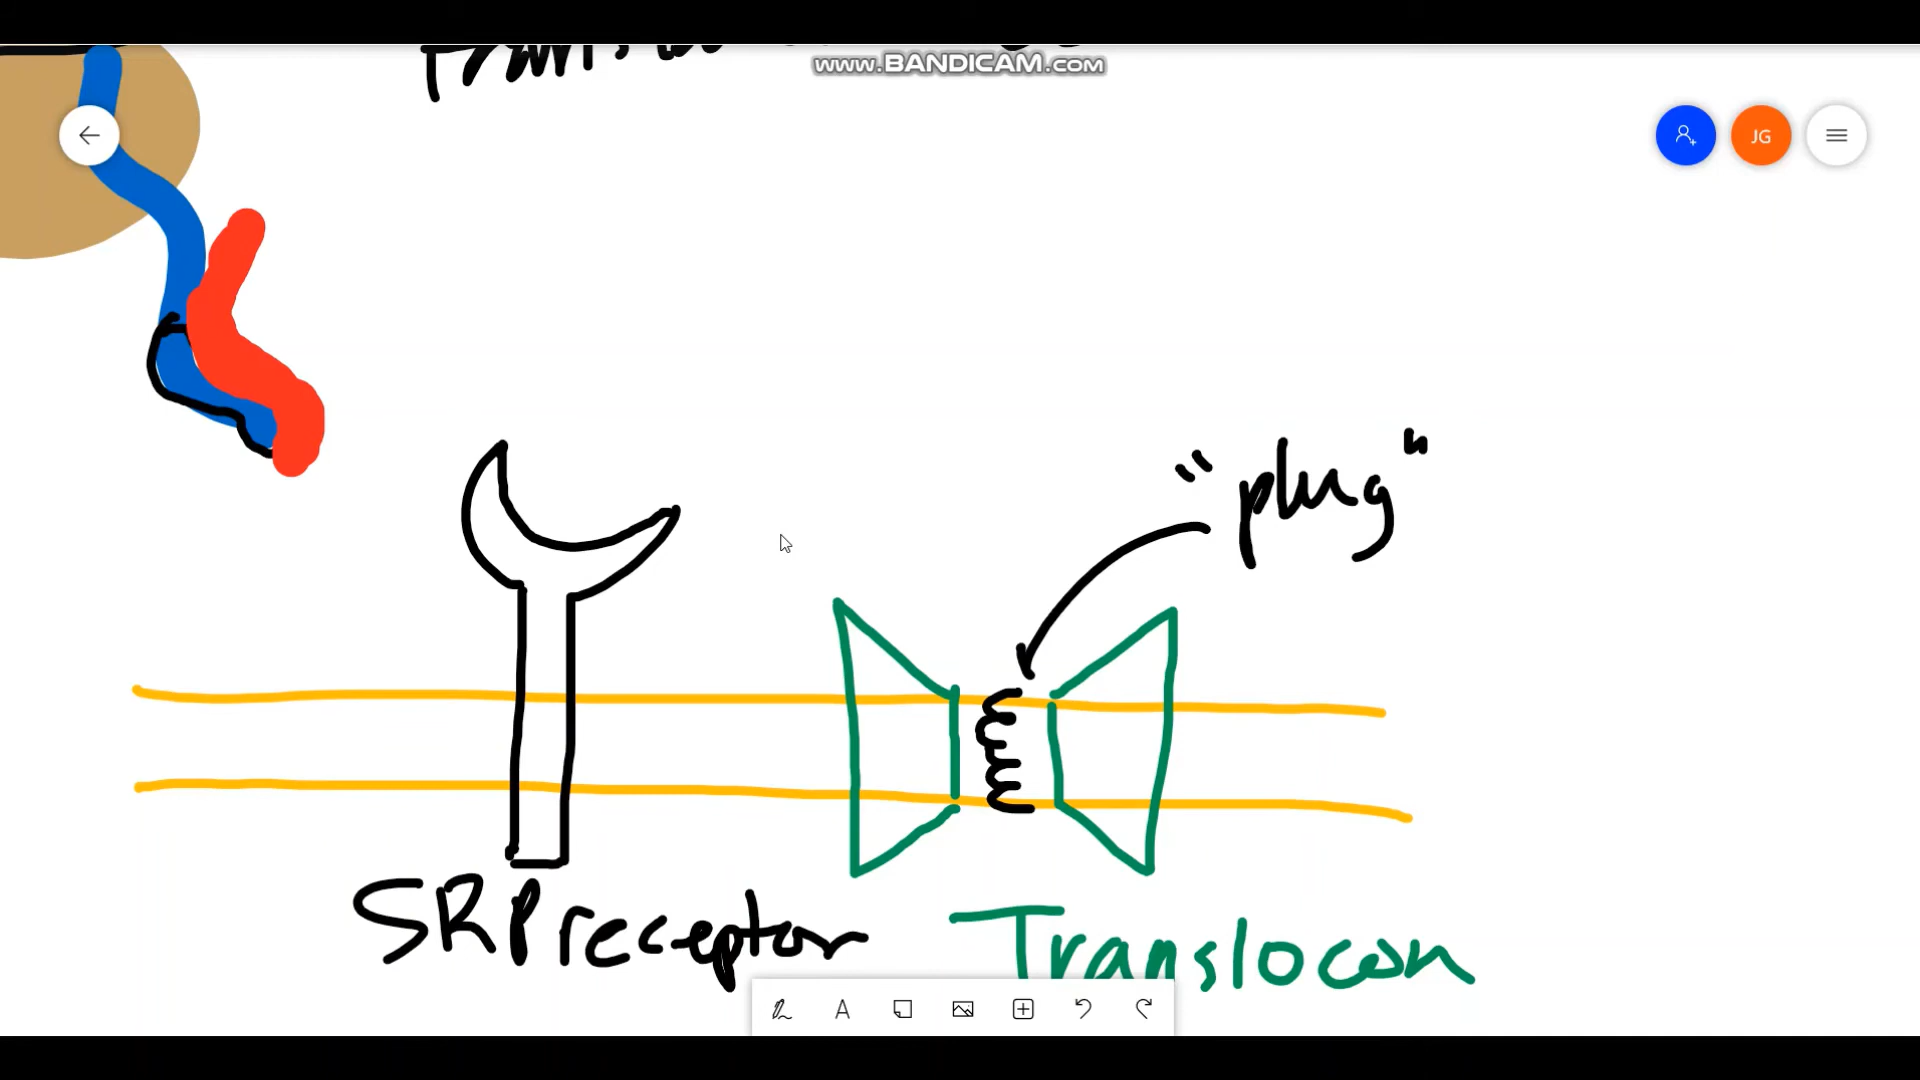 www.BANDICAM.com
JG
"plug"
SRP receptor
Translocon
A